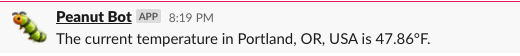 Peanut Bot APP 8:19 PM
The current temperature in Portland, OR, USA is 47.86°F.